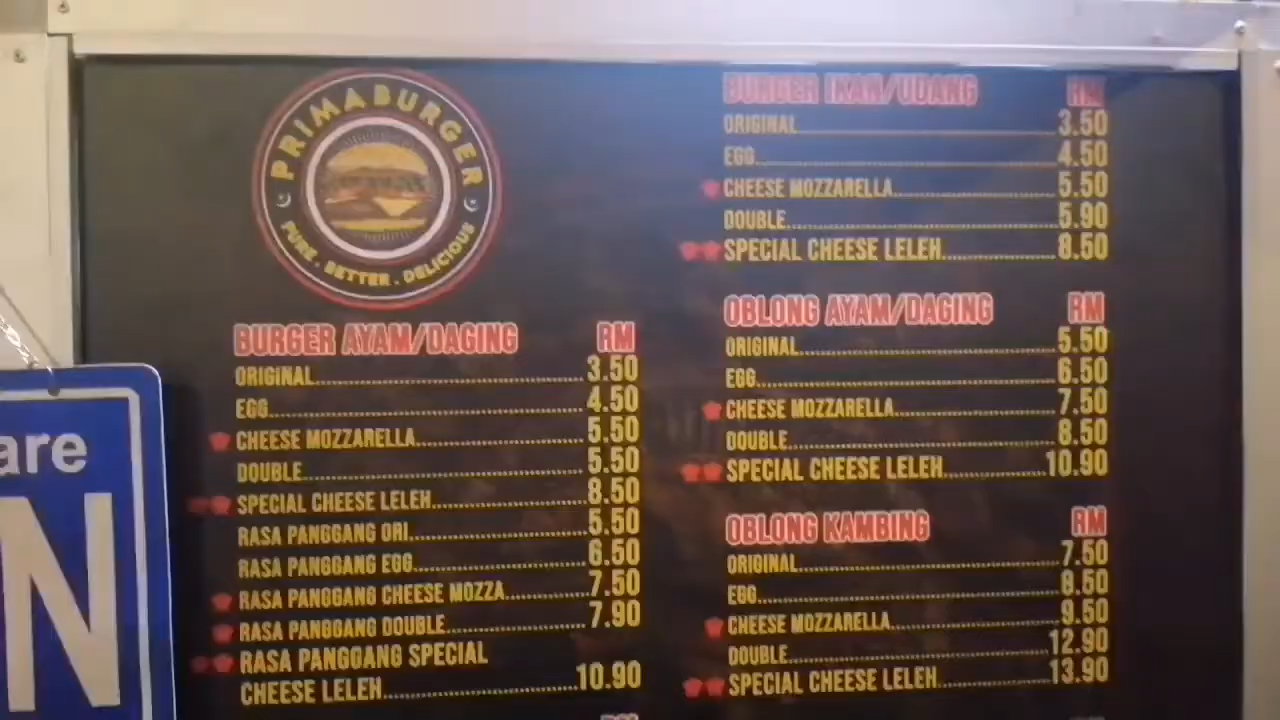 PRIMABURGER
PURE . BETTER . DELICIOUS
BURGER AYAM/DAGING RM
ORIGINAL 3.50
EGG 4.50
CHEESE MOZZARELLA 5.50
DOUBLE 5.50
SPECIAL CHEESE LELEH 8.50
RASA PANGGANG ORI 5.50
RASA PANGGANG EGG 6.50
RASA PANGGANG CHEESE MOZZA 7.50
RASA PANGGANG DOUBLE 7.90
RASA PANGGANG SPECIAL
CHEESE LELEH 10.90
BURGER IKAN/UDANG RM
ORIGINAL 3.50
EGG 4.50
CHEESE MOZZARELLA 5.50
DOUBLE 5.90
SPECIAL CHEESE LELEH 8.50
OBLONG AYAM/DAGING RM
ORIGINAL 5.50
EGG 6.50
CHEESE MOZZARELLA 7.50
DOUBLE 8.50
SPECIAL CHEESE LELEH 10.90
OBLONG KAMBING RM
ORIGINAL 7.50
EGG 8.50
CHEESE MOZZARELLA 9.50
DOUBLE 12.90
SPECIAL CHEESE LELEH 13.90
are
N